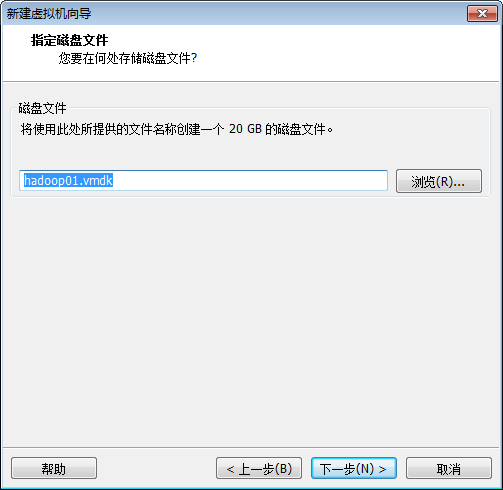 新建虚拟机向导
指定磁盘文件
您要在何处存储磁盘文件?
磁盘文件
将使用此处所提供的文件名称创建一个 20 GB 的磁盘文件。
hadoop01.vmdk
浏览(R)...
帮助
< 上一步(B)
下一步(N) >
取消